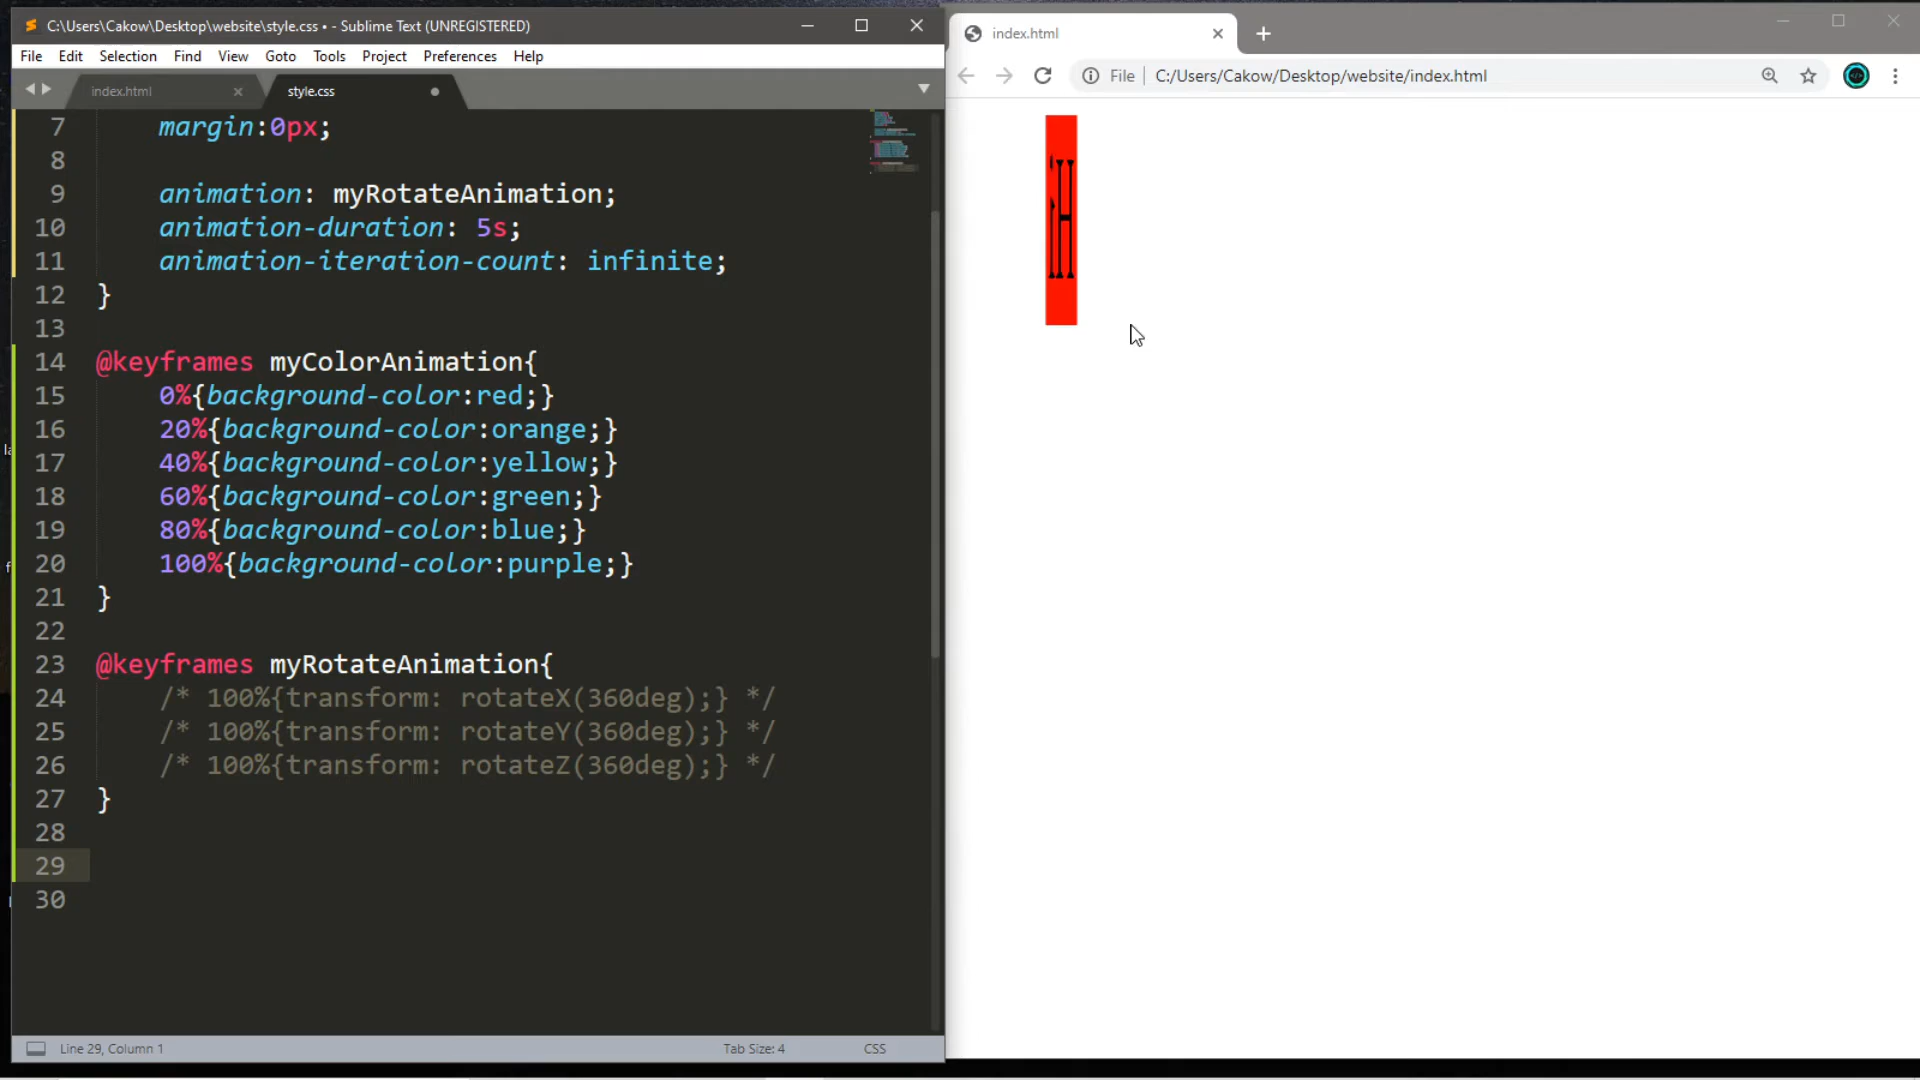 C:\Users\Cakow\Desktop\website\style.css • - Sublime Text (UNREGISTERED)
File Edit Selection Find View Goto Tools Project Preferences Help
index.html style.css
7 margin:0px;
8
9 animation: myRotateAnimation;
10 animation-duration: 5s;
11 animation-iteration-count: infinite;
12 }
13
14 @keyframes myColorAnimation{
15 0%{background-color:red;}
16 20%{background-color:orange;}
17 40%{background-color:yellow;}
18 60%{background-color:green;}
19 80%{background-color:blue;}
20 100%{background-color:purple;}
21 }
22
23 @keyframes myRotateAnimation{
24 /* 100%{transform: rotateX(360deg);} */
25 /* 100%{transform: rotateY(360deg);} */
26 /* 100%{transform: rotateZ(360deg);} */
27 }
28
29
30
Line 29, Column 1 Tab Size: 4 CSS
index.html
File C:/Users/Cakow/Desktop/website/index.html